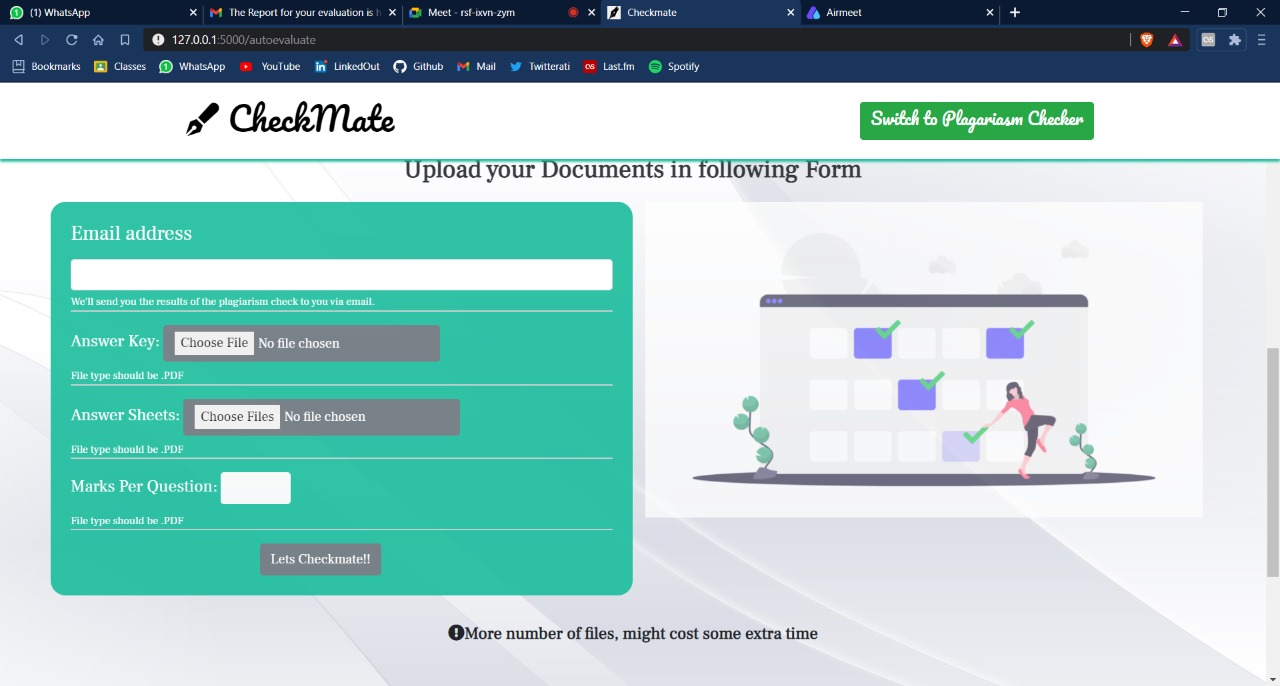 (1) WhatsApp
The Report for your evaluation is h
Meet - rsf-ixvn-zym
Checkmate
Airmeet
127.0.0.1:5000/autoevaluate
Bookmarks
Classes
WhatsApp
YouTube
LinkedOut
Github
Mail
Twitterati
Last.fm
Spotify
CheckMate
Switch to Plagariasm Checker
Upload your Documents in following Form
Email address
We'll send you the results of the plagiarism check to you via email.
Answer Key: Choose File No file chosen
File type should be .PDF
Answer Sheets: Choose Files No file chosen
File type should be .PDF
Marks Per Question:
File type should be .PDF
Lets Checkmate!!
More number of files, might cost some extra time